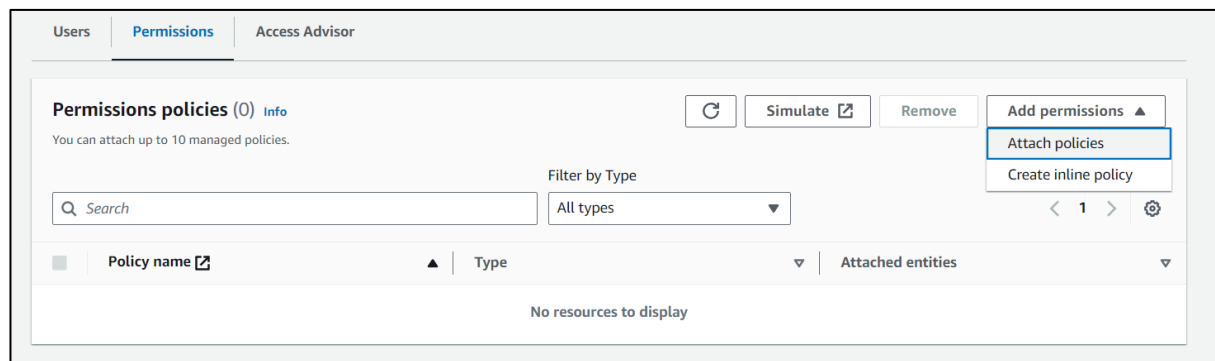 Users Permissions Access Advisor
Permissions policies (0) Info
Simulate Remove Add permissions
You can attach up to 10 managed policies.
Attach policies
Create inline policy
Filter by Type
Search All types 1
Policy name Type Attached entities
No resources to display